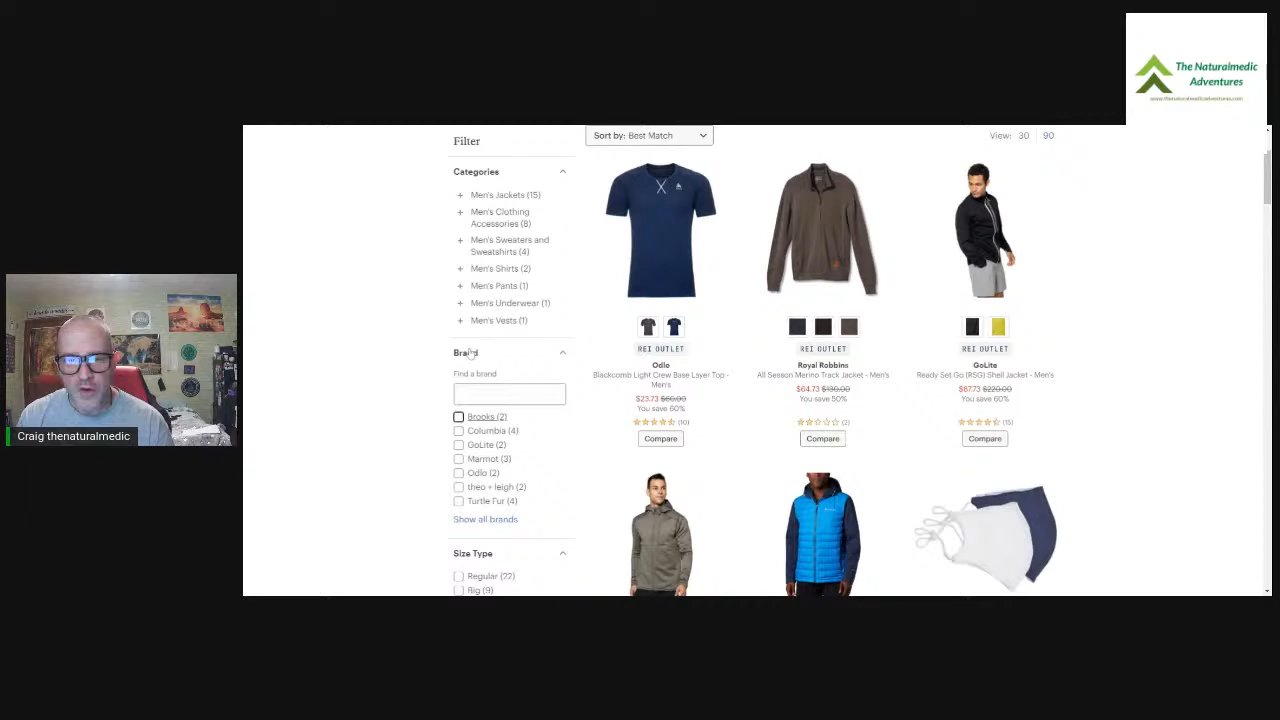 The Naturalmedic
Adventures
www.thenaturalmedicadventures.com
Filter
Sort by: Best Match
View: 30 90
Categories
Men's Jackets (15)
Men's Clothing
Accessories (8)
Men's Sweaters and
Sweatshirts (4)
Men's Shirts (2)
Men's Pants (1)
Men's Underwear (1)
Men's Vests (1)
Brand
Find a brand
Brooks (2)
Columbia (4)
GoLite (2)
Marmot (3)
Odlo (2)
theo + leigh (2)
Turtle Fur (4)
Show all brands
Size Type
Regular (22)
Big (9)
REI OUTLET
Odlo
Blackcomb Light Crew Base Layer Top -
Men's
$23.73 $60.00
You save 60%
(10)
Compare
REI OUTLET
Royal Robbins
All Season Merino Track Jacket - Men's
$64.73 $130.00
You save 50%
(2)
Compare
REI OUTLET
GoLite
Ready Set Go (RSG) Shell Jacket - Men's
$87.73 $220.00
You save 60%
(15)
Compare
Craig thenaturalmedic